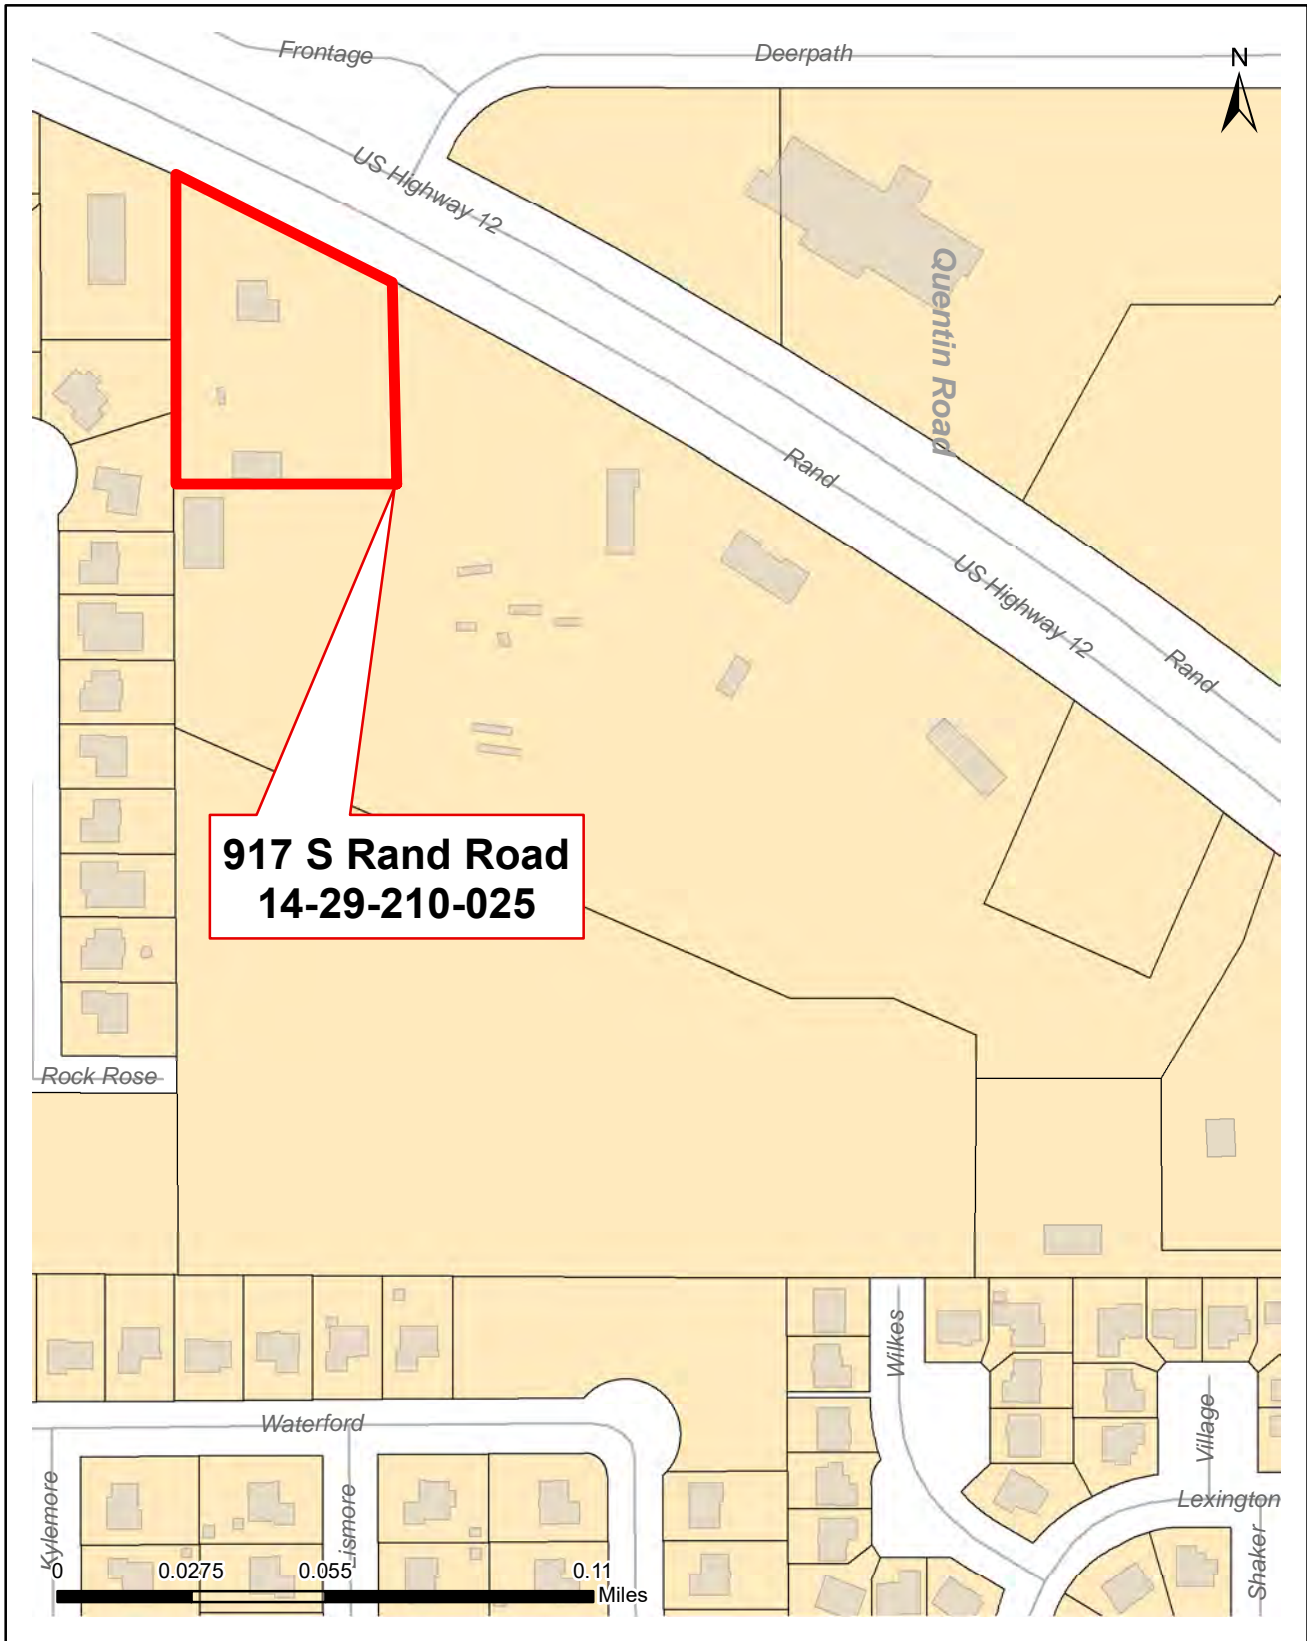 Frontage
Deerpath
N
US Highway 12
Quentin Road
Rand
US Highway 12
Rand
917 S Rand Road
14-29-210-025
Rock Rose
Wilkes
Waterford
Village
Kylemore
Lismore
Lexington
Shaker
0 0.0275 0.055 0.11
Miles